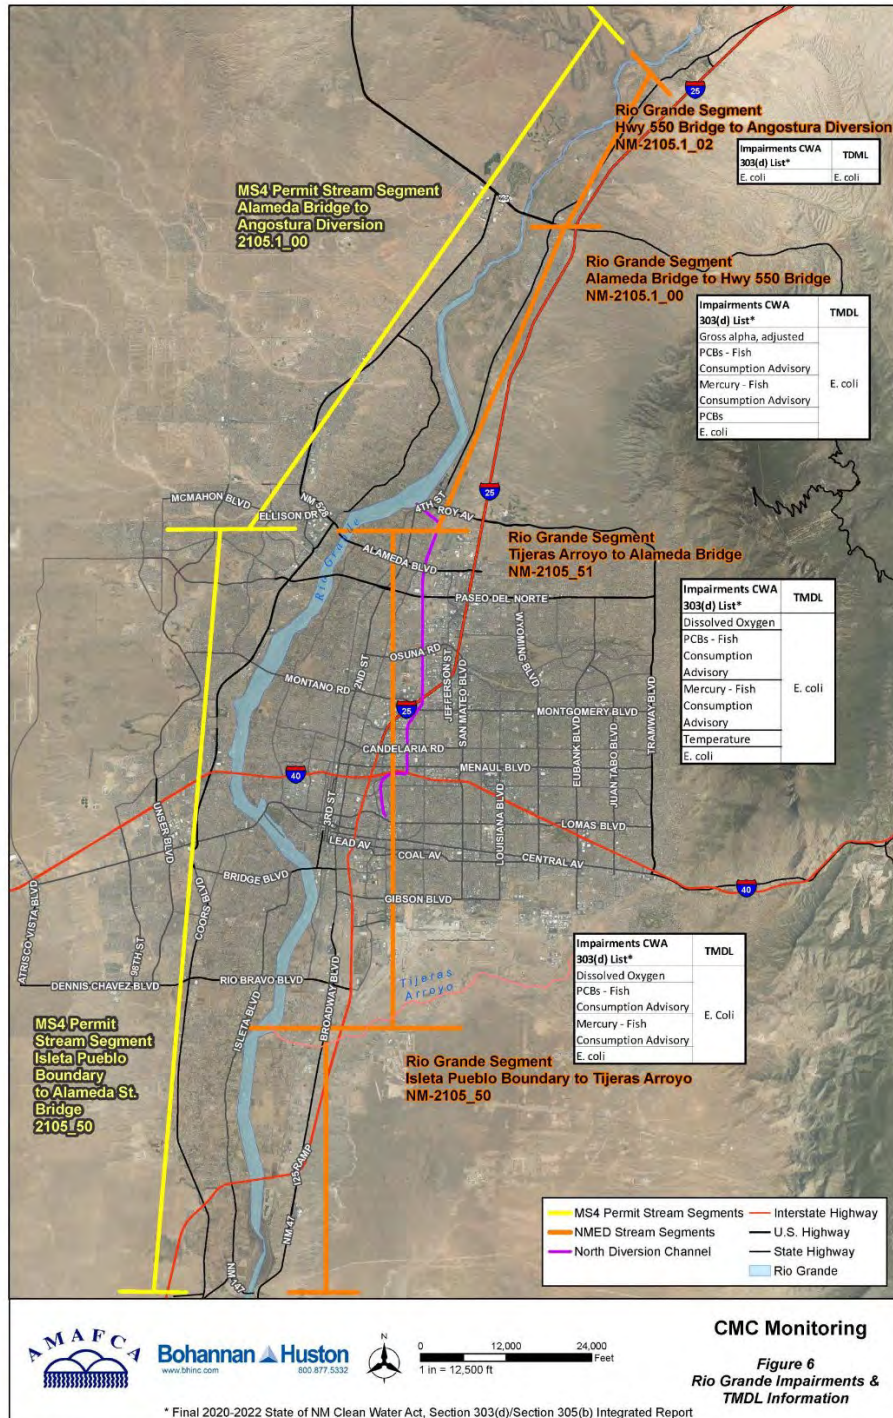 25
Rio Grande Segment
Hwy 550 Bridge to Angostura Diversion
NM-2105.1_02
Impairments CWA
303(d) List*
TDML
E. coli
E. coli
MS4 Permit Stream Segment
Alameda Bridge to
Angostura Diversion
2105.1_00
Rio Grande Segment
Alameda Bridge to Hwy 550 Bridge
NM-2105.1_00
Impairments CWA
303(d) List*
TMDL
Gross alpha, adjusted
PCBs - Fish
Consumption Advisory
Mercury - Fish
Consumption Advisory
PCBs
E. coli
E. coli
25
MCMAHON BLVD
ELLISON DR
NM 528
4TH ST
ROY AV
Rio Grande
ALAMEDA BLVD
Rio Grande Segment
Tijeras Arroyo to Alameda Bridge
NM-2105_51
Impairments CWA
303(d) List*
TMDL
Dissolved Oxygen
PCBs - Fish
Consumption
Advisory
Mercury - Fish
Consumption
Advisory
Temperature
E. coli
E. coli
PASEO DEL NORTE
OSUNA RD
2ND ST
JEFFERSON ST
SAN MATEO BLVD
WYOMING BLVD
MONTANO RD
25
MONTGOMERY BLVD
EUBANK BLVD
JUAN TABO BLVD
TRAMWAY BLVD
CANDELARIA RD
MENAUL BLVD
40
UNSER BLVD
3RD ST
LOUISIANA BLVD
LOMAS BLVD
LEAD AV
COAL AV
CENTRAL AV
BRIDGE BLVD
COORS BLVD
GIBSON BLVD
40
ATRISCO VISTA BLVD
98TH ST
DENNIS CHAVEZ BLVD
RIO BRAVO BLVD
BROADWAY BLVD
ISLETA BLVD
Tijeras
Arroyo
Impairments CWA
303(d) List*
TMDL
Dissolved Oxygen
PCBs - Fish
Consumption Advisory
Mercury - Fish
Consumption Advisory
E. coli
E. Coli
MS4 Permit
Stream Segment
Isleta Pueblo
Boundary
to Alameda St.
Bridge
2105_50
Rio Grande Segment
Isleta Pueblo Boundary to Tijeras Arroyo
NM-2105_50
I25 RAMP
NM 47
NM 147
MS4 Permit Stream Segments
NMED Stream Segments
North Diversion Channel
Interstate Highway
U.S. Highway
State Highway
Rio Grande
AMAFCA
Bohannan Huston
www.bhinc.com 800.877.5332
N
0 12,000 24,000
Feet
1 in = 12,500 ft
CMC Monitoring
Figure 6
Rio Grande Impairments &
TMDL Information
* Final 2020-2022 State of NM Clean Water Act, Section 303(d)/Section 305(b) Integrated Report